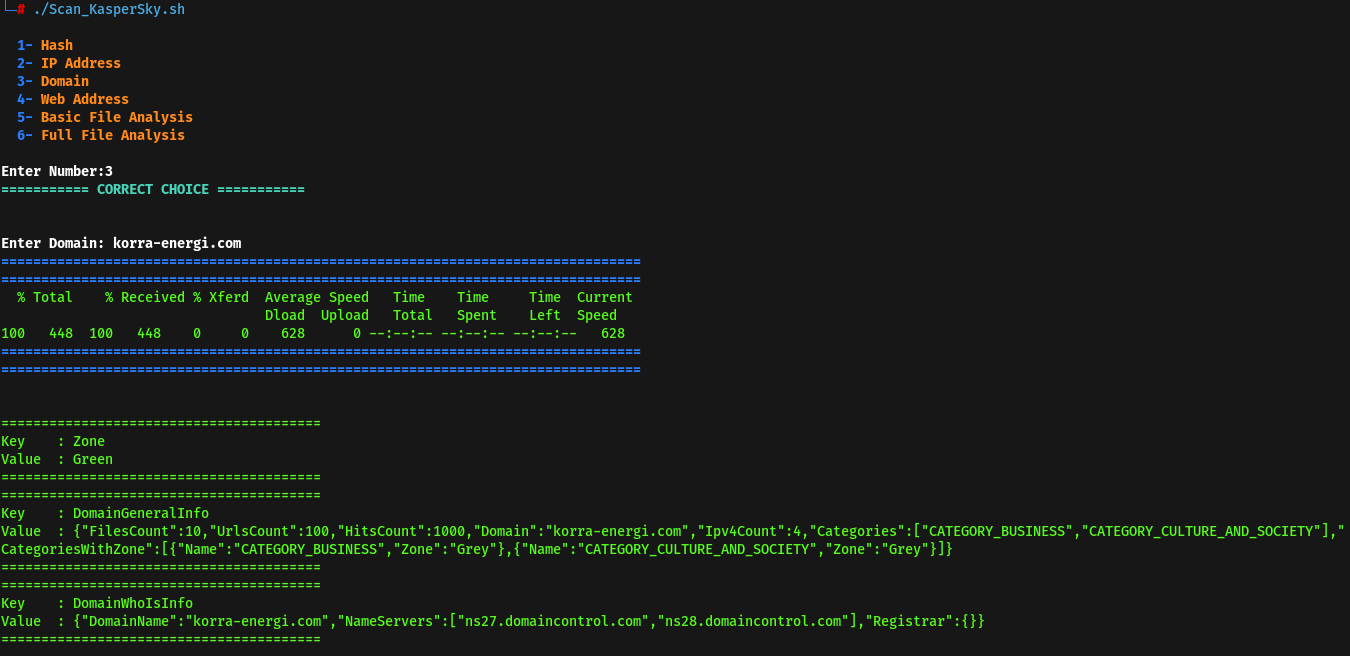 └─# ./Scan_KasperSky.sh
1- Hash
2- IP Address
3- Domain
4- Web Address
5- Basic File Analysis
6- Full File Analysis
Enter Number:3
=========== CORRECT CHOICE ===========
Enter Domain: korra-energi.com
================================================================================
================================================================================
% Total % Received % Xferd Average Speed Time Time Time Current
Dload Upload Total Spent Left Speed
100 448 100 448 0 0 628 0 --:--:-- --:--:-- --:--:-- 628
================================================================================
================================================================================
========================================
Key : Zone
Value : Green
========================================
========================================
Key : DomainGeneralInfo
Value : {"FilesCount":10,"UrlsCount":100,"HitsCount":1000,"Domain":"korra-energi.com","Ipv4Count":4,"Categories":["CATEGORY_BUSINESS","CATEGORY_CULTURE_AND_SOCIETY"],"
CategoriesWithZone":[{"Name":"CATEGORY_BUSINESS","Zone":"Grey"},{"Name":"CATEGORY_CULTURE_AND_SOCIETY","Zone":"Grey"}]}
========================================
========================================
Key : DomainWhoIsInfo
Value : {"DomainName":"korra-energi.com","NameServers":["ns27.domaincontrol.com","ns28.domaincontrol.com"],"Registrar":{}}
========================================